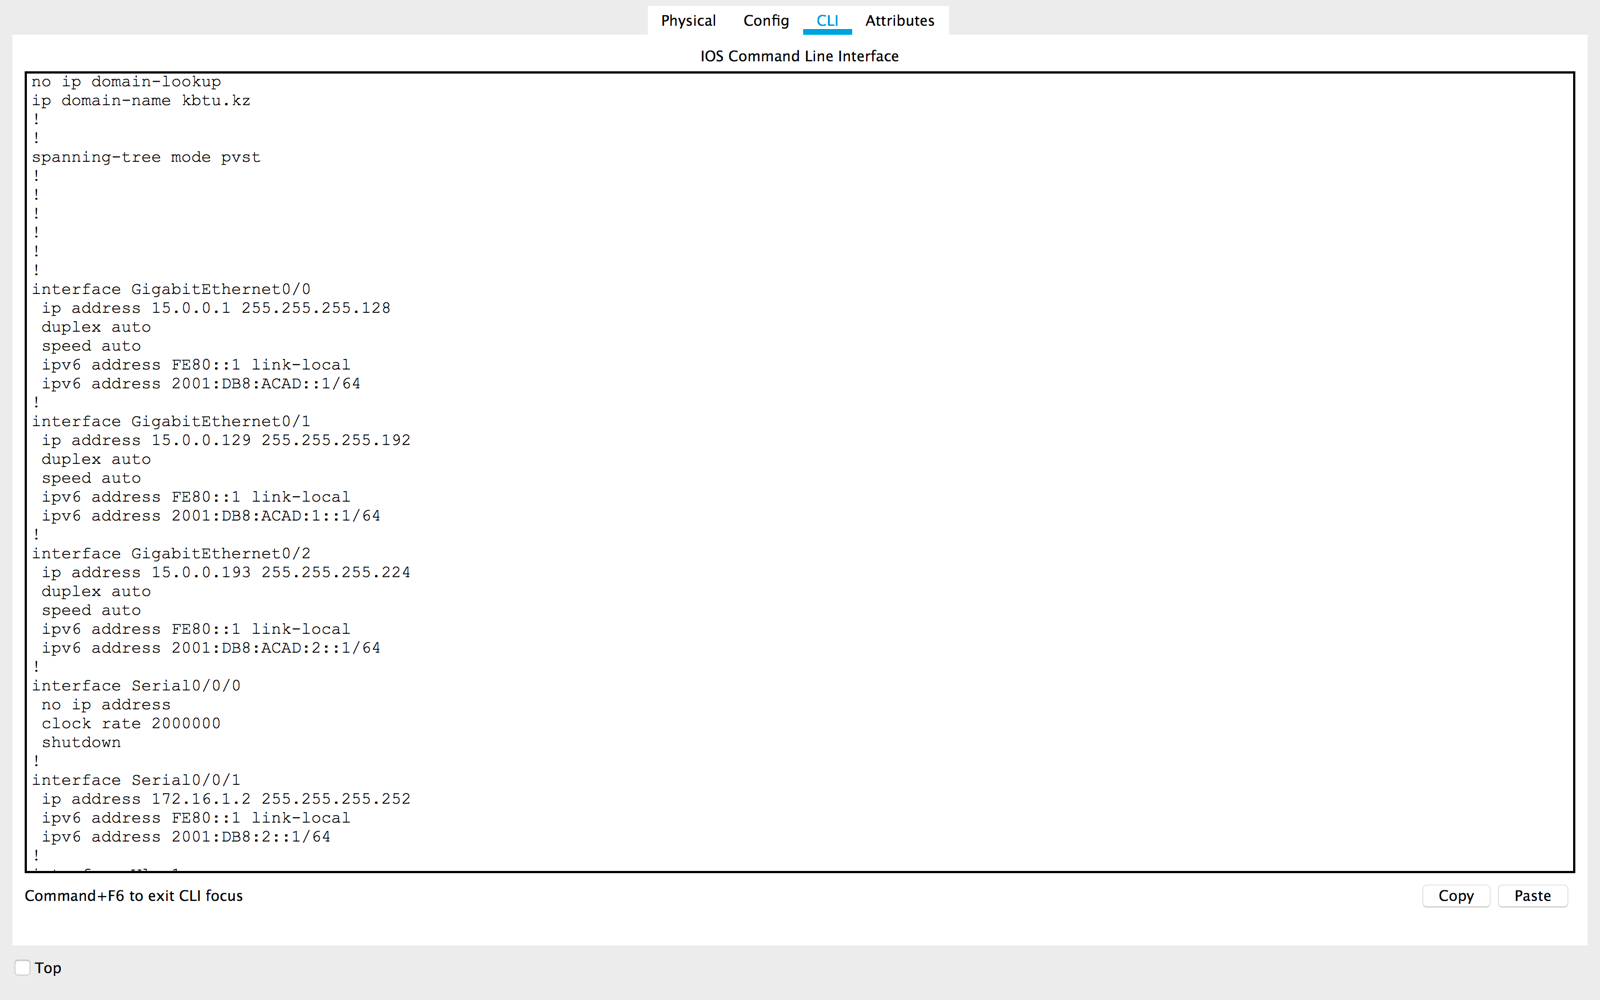 Physical Config CLI Attributes
IOS Command Line Interface
no ip domain-lookup
ip domain-name kbtu.kz
!
!
spanning-tree mode pvst
!
!
!
!
!
!
interface GigabitEthernet0/0
 ip address 15.0.0.1 255.255.255.128
 duplex auto
 speed auto
 ipv6 address FE80::1 link-local
 ipv6 address 2001:DB8:ACAD::1/64
!
interface GigabitEthernet0/1
 ip address 15.0.0.129 255.255.255.192
 duplex auto
 speed auto
 ipv6 address FE80::1 link-local
 ipv6 address 2001:DB8:ACAD:1::1/64
!
interface GigabitEthernet0/2
 ip address 15.0.0.193 255.255.255.224
 duplex auto
 speed auto
 ipv6 address FE80::1 link-local
 ipv6 address 2001:DB8:ACAD:2::1/64
!
interface Serial0/0/0
 no ip address
 clock rate 2000000
 shutdown
!
interface Serial0/0/1
 ip address 172.16.1.2 255.255.255.252
 ipv6 address FE80::1 link-local
 ipv6 address 2001:DB8:2::1/64
!
Command+F6 to exit CLI focus
Copy Paste
Top